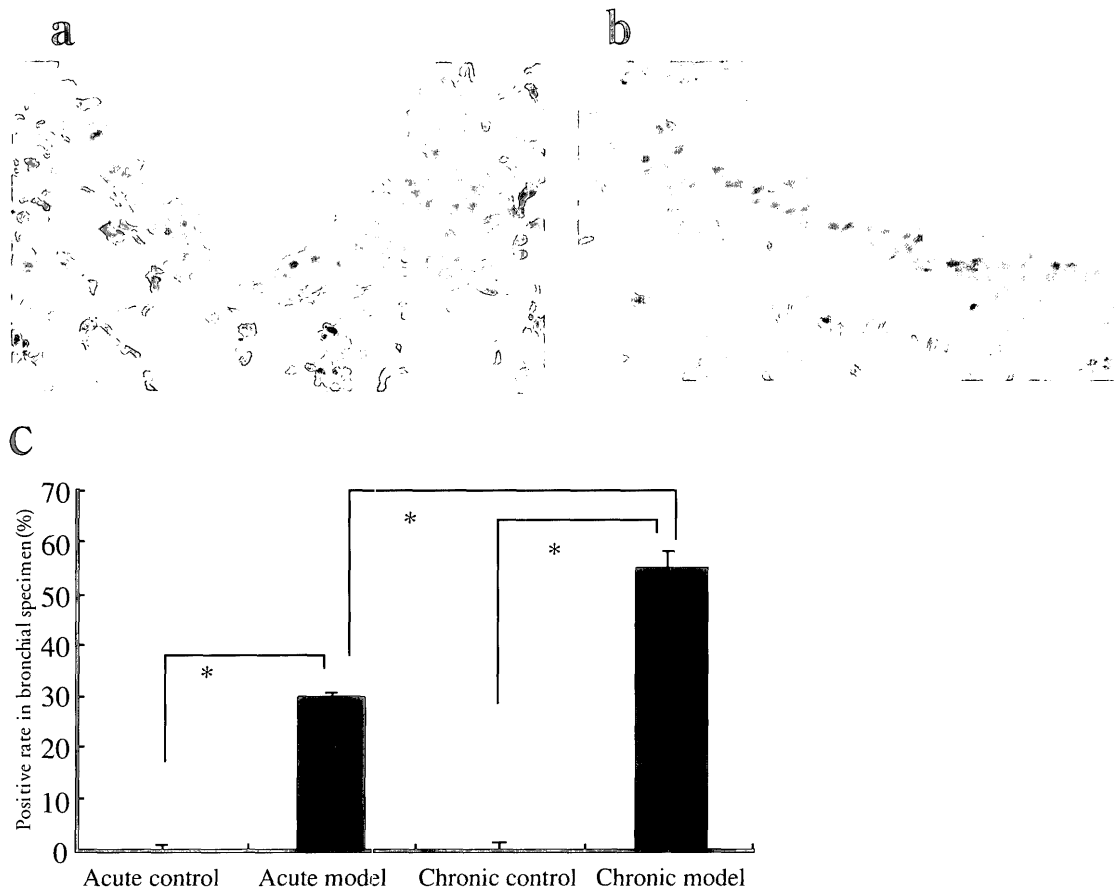 a
b
C
Positive rate in bronchial specimen (%)
70
60
50
40
30
20
10
0
*
*
*
Acute control
Acute model
Chronic control
Chronic model